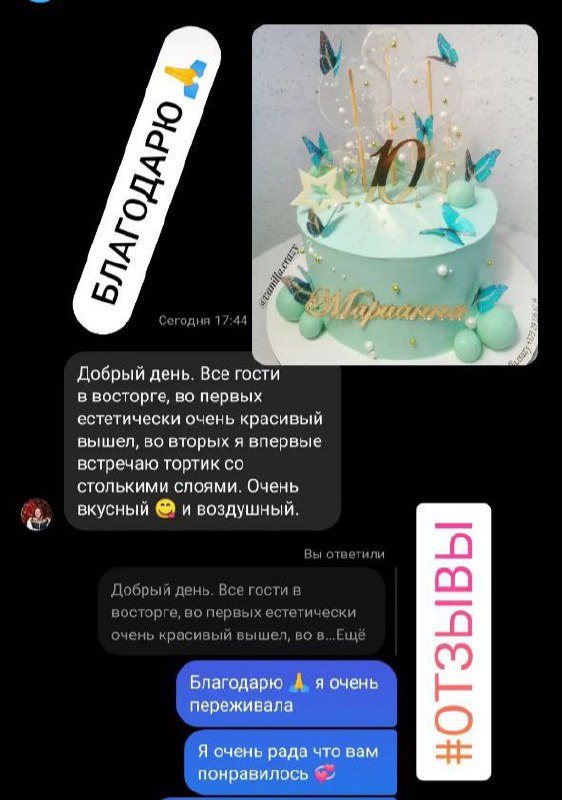 БЛАГОДАРЮ 🙏
10
Марианна
@vanilla.crazy
Сегодня 17:44
Добрый день. Все гости
в восторге, во первых
естетически очень красивый
вышел, во вторых я впервые
встречаю тортик со
столькими слоями. Очень
вкусный 😋 и воздушный.
Вы ответили
Добрый день. Все гости в
восторге, во первых естетически
очень красивый вышел, во в...Ещё
Благодарю 🙏 я очень
переживала
Я очень рада что вам
понравилось 💞
#ОТЗЫВЫ